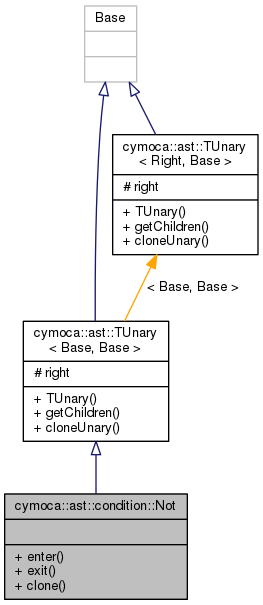 Base
cymoca::ast::TUnary
< Right, Base >
# right
+ TUnary()
+ getChildren()
+ cloneUnary()
< Base, Base >
cymoca::ast::TUnary
< Base, Base >
# right
+ TUnary()
+ getChildren()
+ cloneUnary()
cymoca::ast::condition::Not
+ enter()
+ exit()
+ clone()